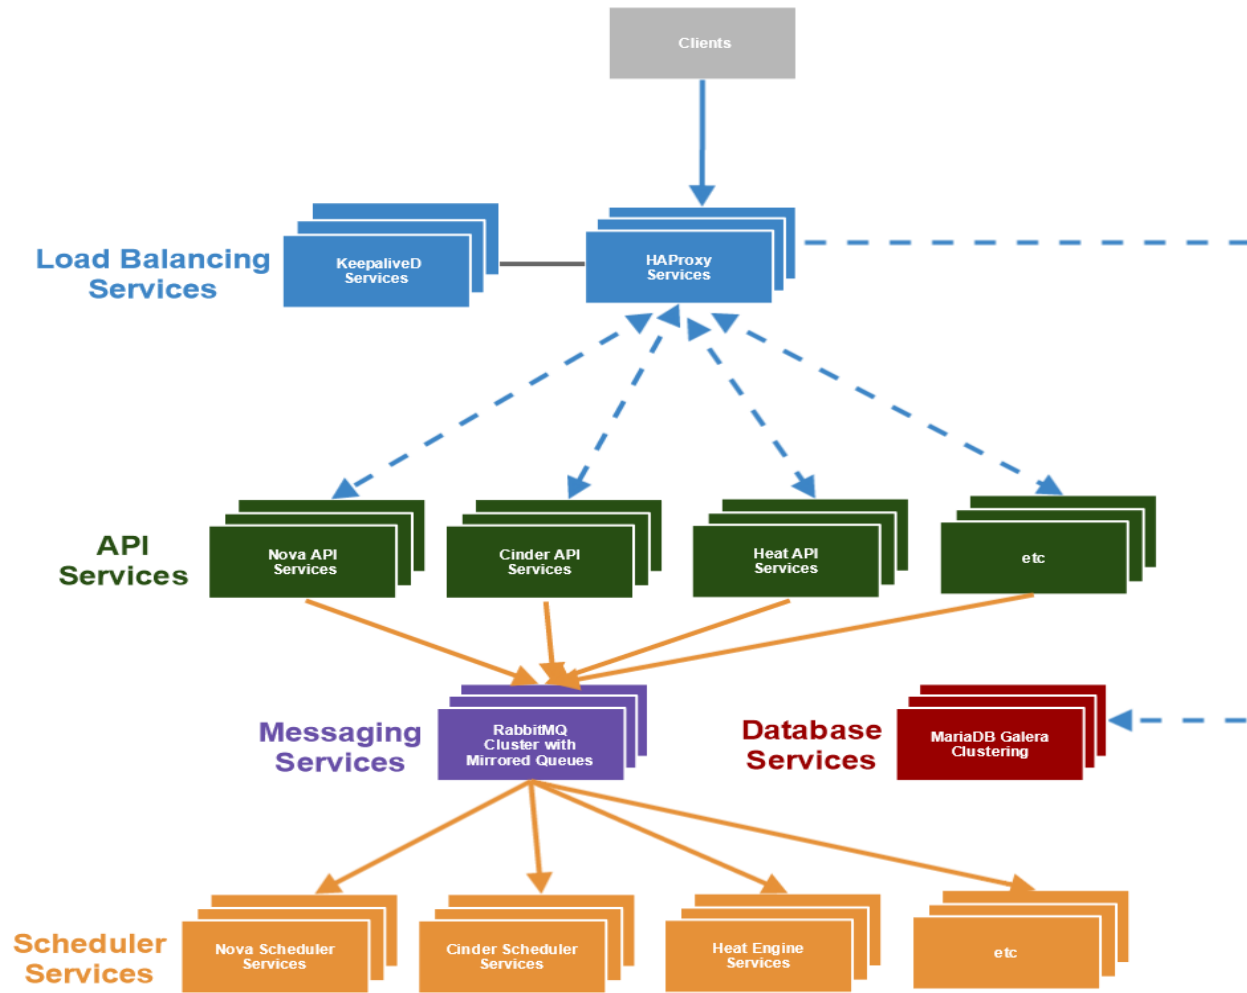 Clients
Load Balancing
Services
KeepaliveD
Services
HAProxy
Services
API
Services
Nova API
Services
Cinder API
Services
Heat API
Services
etc
Messaging
Services
RabbitMQ
Cluster with
Mirrored Queues
Database
Services
MariaDB Galera
Clustering
Scheduler
Services
Nova Scheduler
Services
Cinder Scheduler
Services
Heat Engine
Services
etc